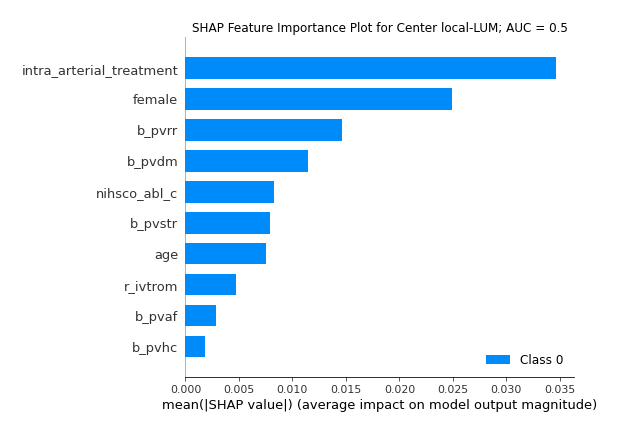 SHAP Feature Importance Plot for Center local-LUM; AUC = 0.5
intra_arterial_treatment
female
b_pvrr
b_pvdm
nihsco_abl_c
b_pvstr
age
r_ivtrom
b_pvaf
b_pvhc
Class 0
0.000 0.005 0.010 0.015 0.020 0.025 0.030 0.035
mean(|SHAP value|) (average impact on model output magnitude)